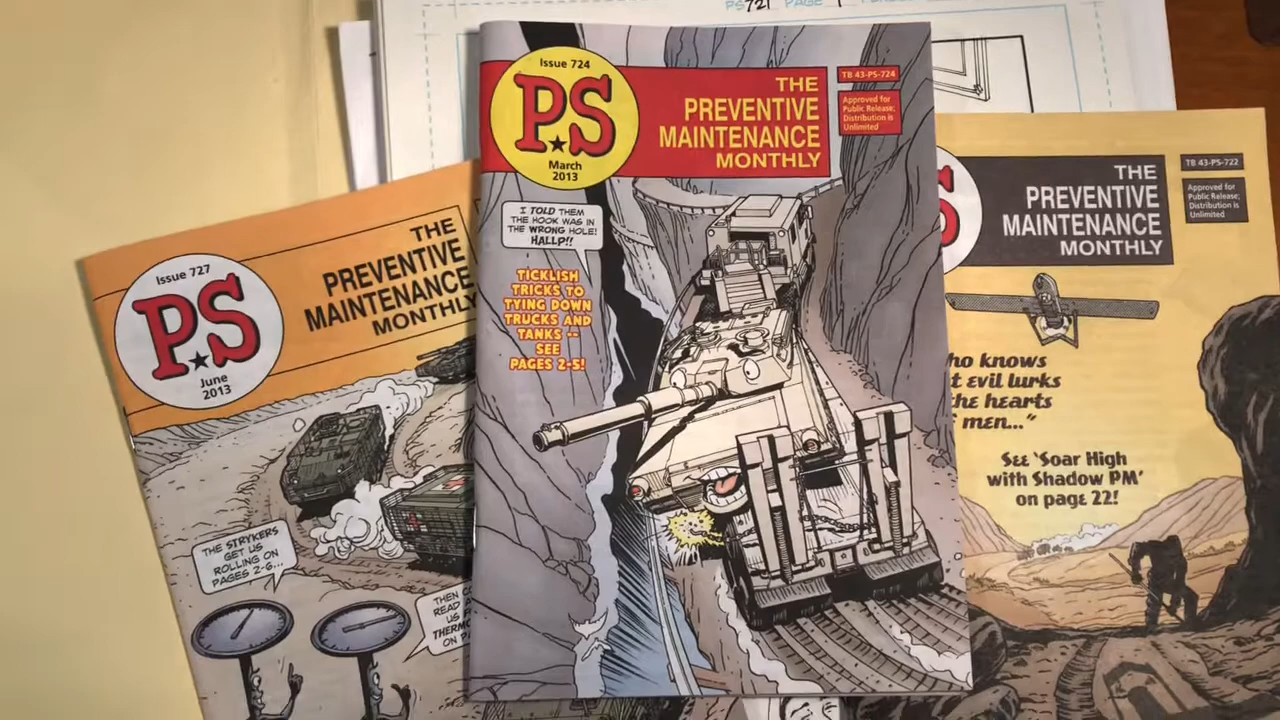 PS721 PAGE
Issue 724
PS
March
2013
THE
PREVENTIVE
MAINTENANCE
MONTHLY
TB 43-PS-724
Approved for
Public Release;
Distribution is
Unlimited
I TOLD THEM
THE HOOK WAS IN
THE WRONG HOLE!
HALLP!!
TICKLISH
TRICKS TO
TYING DOWN
TRUCKS AND
TANKS --
SEE
PAGES 2-5!
Issue 727
PS
June
2013
THE
PREVENTIVE
MAINTENANCE
MONTHLY
THE STRYKERS
GET US
ROLLING ON
PAGES 2-6...
THEN
READ
US
ON
S
THE
PREVENTIVE
MAINTENANCE
MONTHLY
TB 43-PS-722
Approved for
Public Release;
Distribution is
Unlimited
ho knows
t evil lurks
the hearts
men..."
See 'Soar High
with Shadow PM'
on page 22!